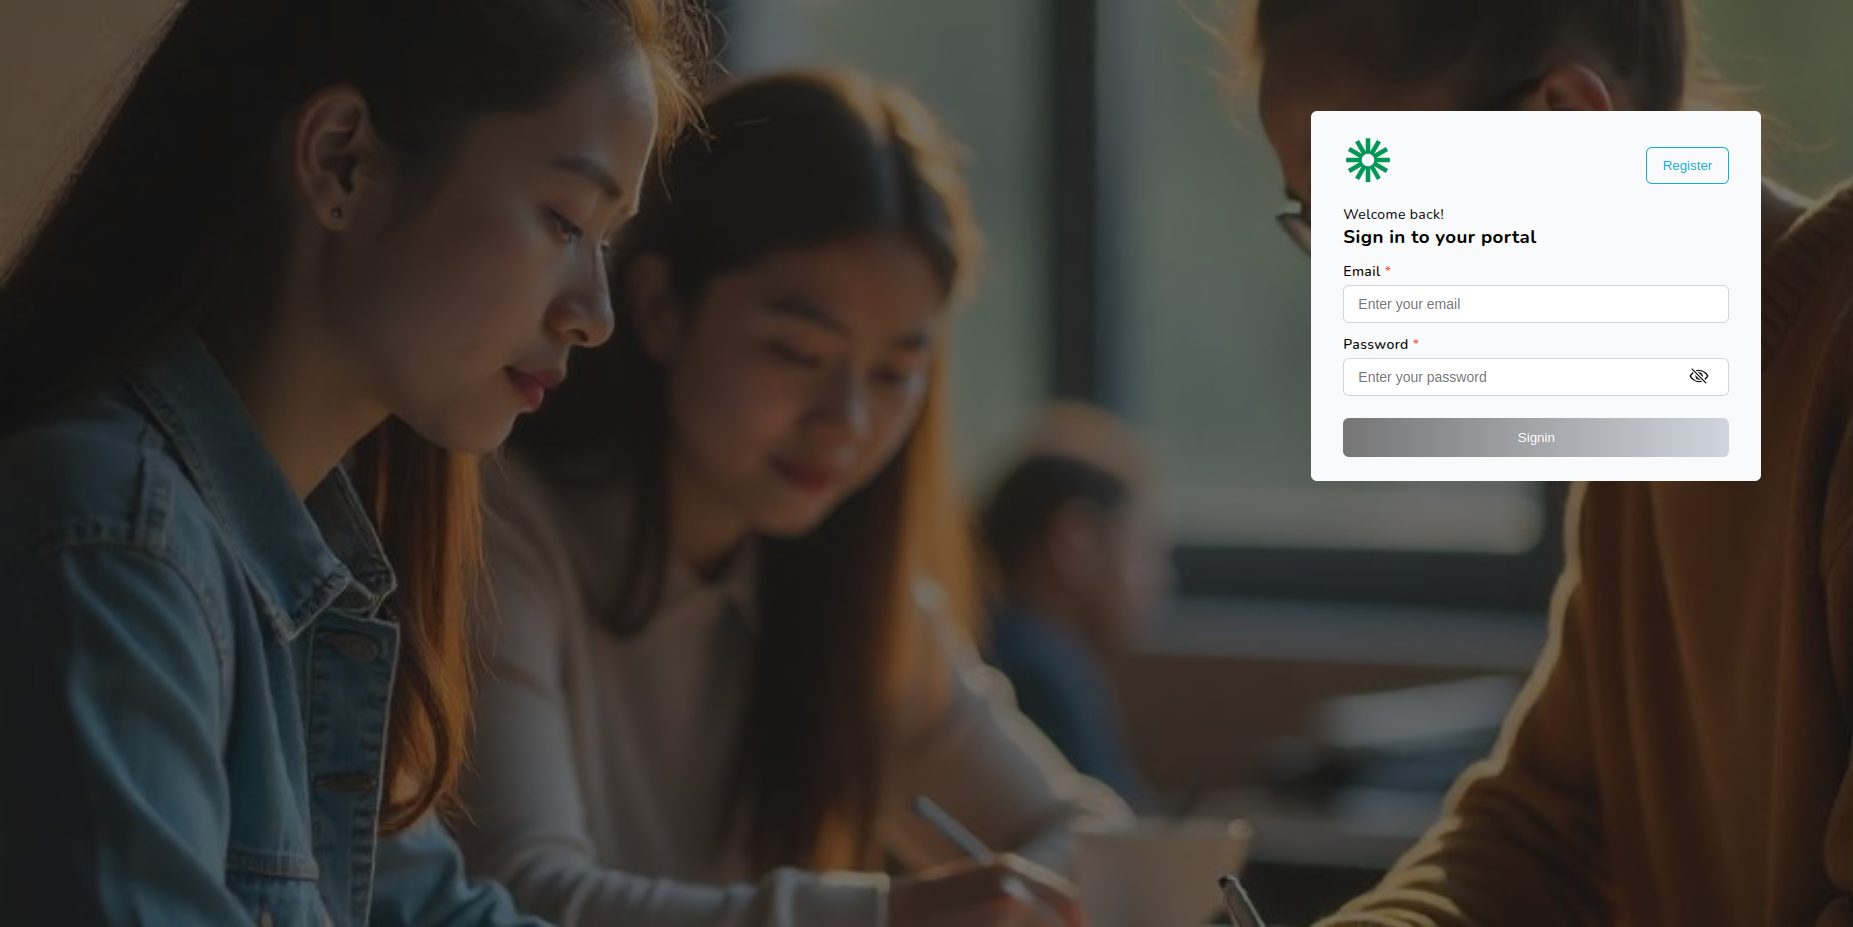 Register
Welcome back!
Sign in to your portal
Email *
Enter your email
Password *
Enter your password
Signin